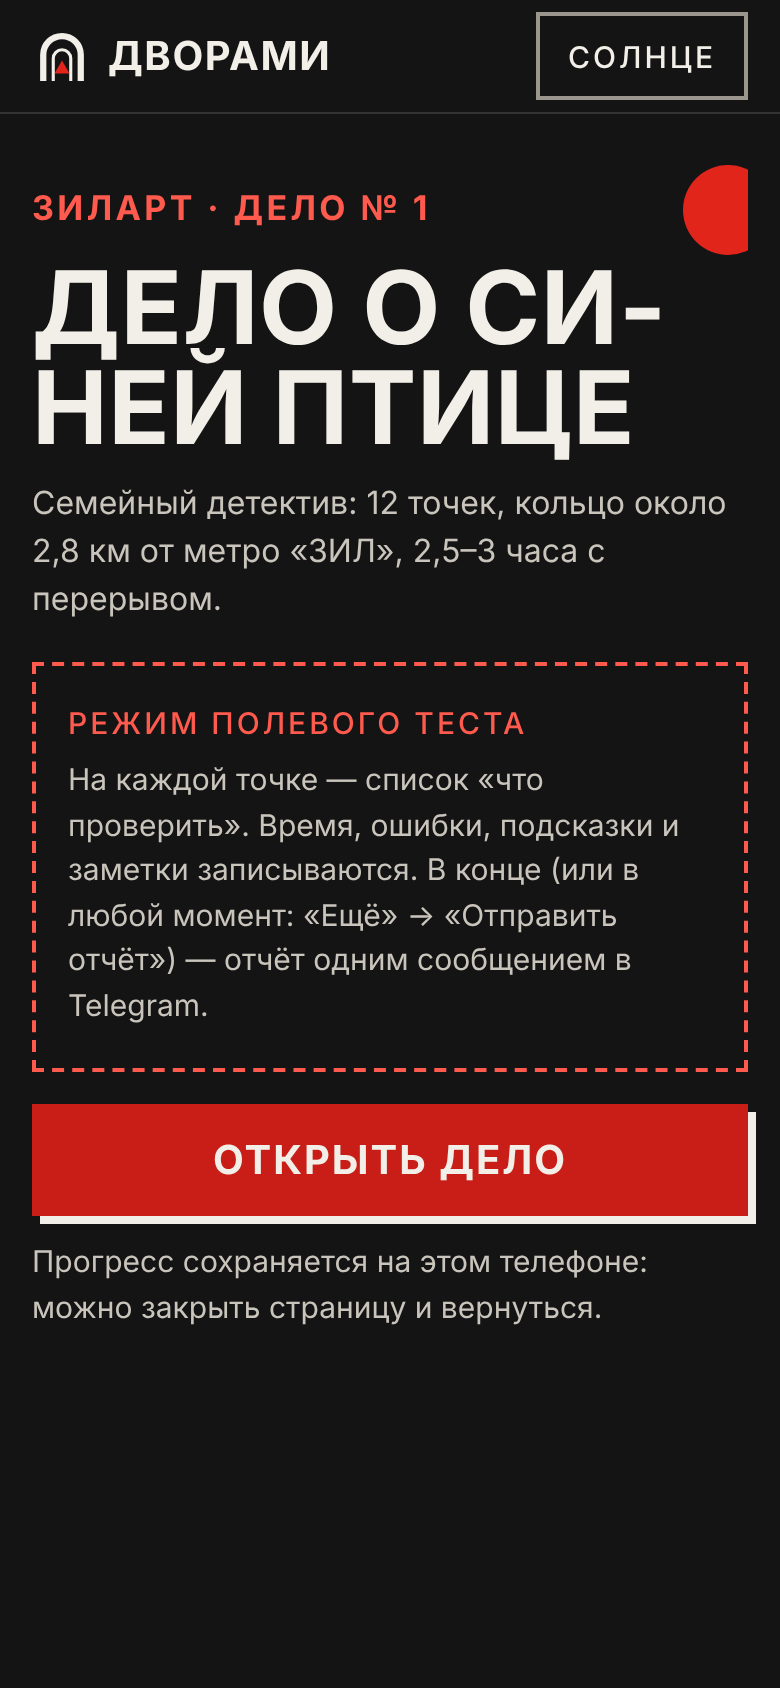 ДВОРАМИ
СОЛНЦЕ
ЗИЛАРТ · ДЕЛО № 1
ДЕЛО О СИ-
НЕЙ ПТИЦЕ
Семейный детектив: 12 точек, кольцо около
2,8 км от метро «ЗИЛ», 2,5–3 часа с
перерывом.
РЕЖИМ ПОЛЕВОГО ТЕСТА
На каждой точке — список «что
проверить». Время, ошибки, подсказки и
заметки записываются. В конце (или в
любой момент: «Ещё» → «Отправить
отчёт») — отчёт одним сообщением в
Telegram.
ОТКРЫТЬ ДЕЛО
Прогресс сохраняется на этом телефоне:
можно закрыть страницу и вернуться.